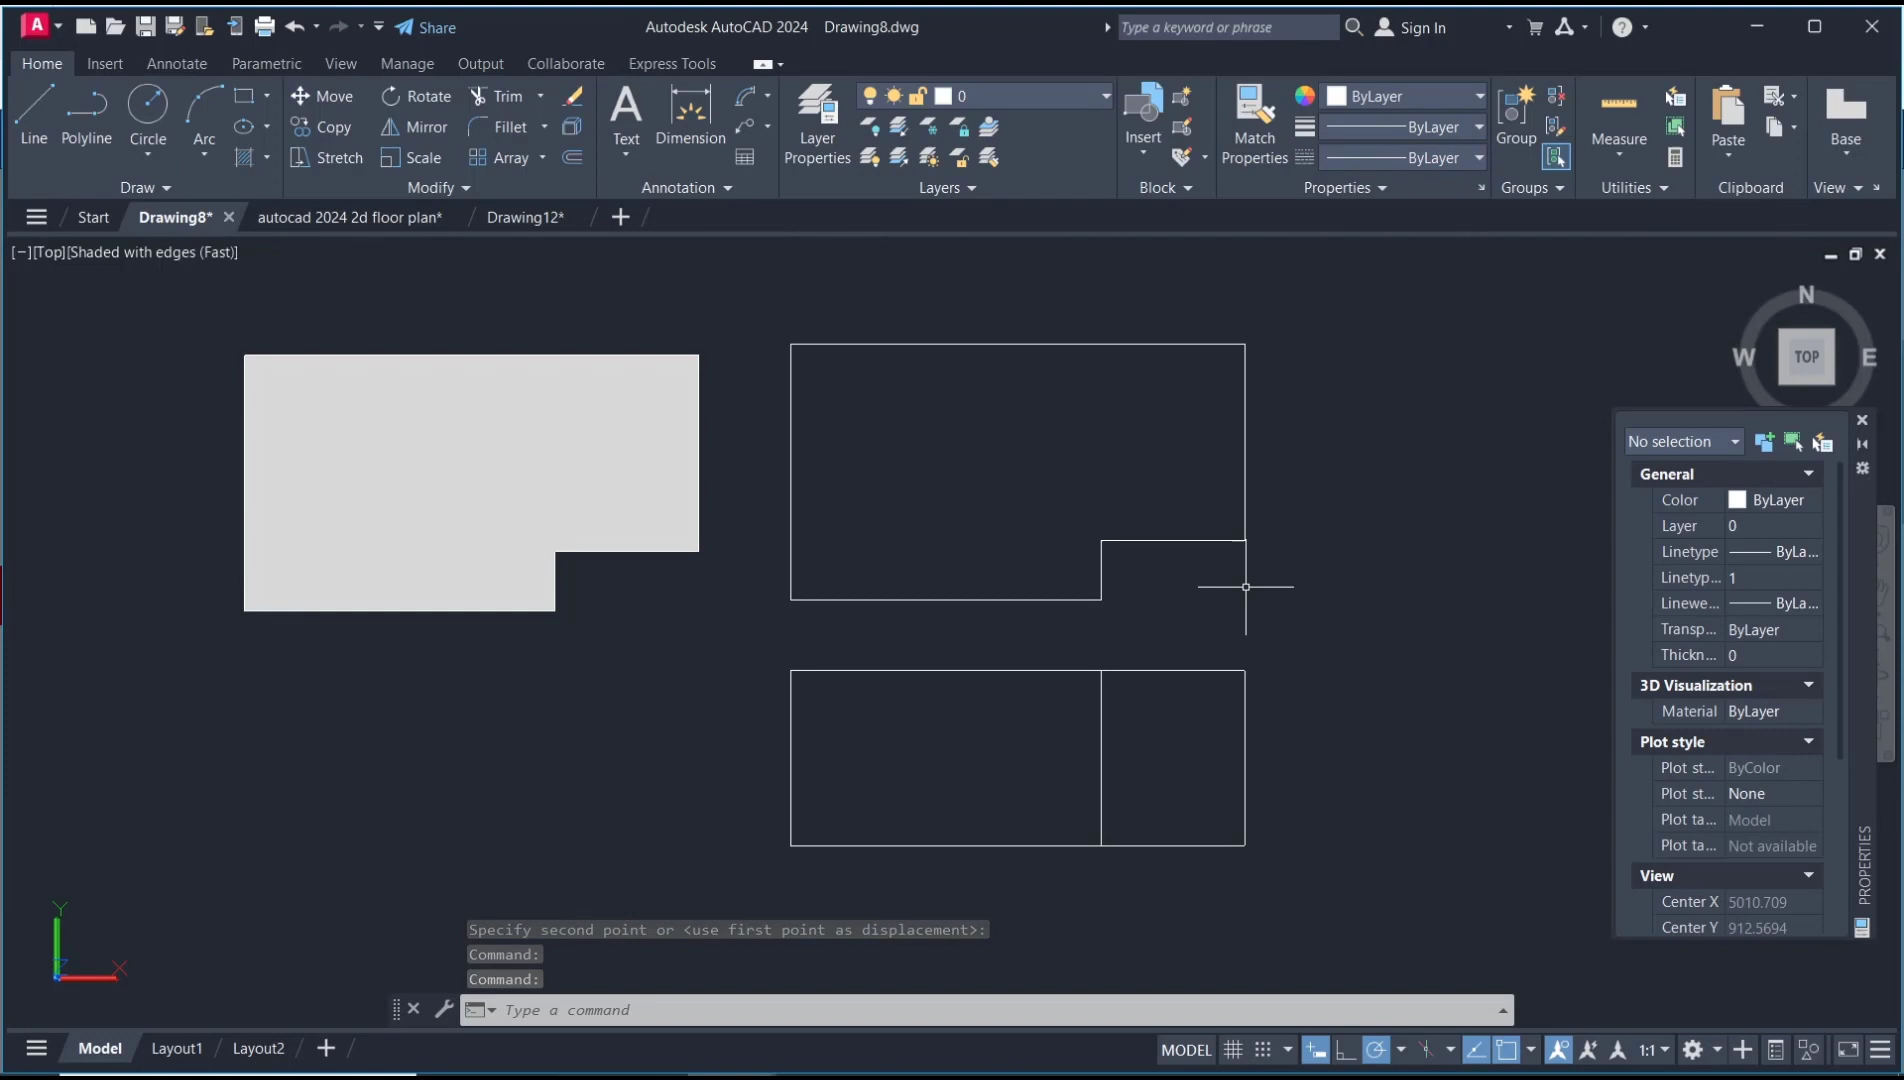 A Share Autodesk AutoCAD 2024 Drawing8.dwg Type a keyword or phrase Sign In
Home Insert Annotate Parametric View Manage Output Collaborate Express Tools
Line Polyline Circle Arc
Move Rotate Trim
Copy Mirror Fillet
Stretch Scale Array
Text Dimension
Layer Properties
0
Insert
Match Properties
ByLayer
ByLayer
ByLayer
Group Measure Paste Base
Draw Modify Annotation Layers Block Properties Groups Utilities Clipboard View
Start Drawing8* autocad 2024 2d floor plan* Drawing12*
[−][Top][Shaded with edges (Fast)]
N
W TOP E
No selection
General
Color ByLayer
Layer 0
Linetype ByLa...
Linetyp... 1
Linewe... ByLa...
Transp... ByLayer
Thickn... 0
3D Visualization
Material ByLayer
Plot style
Plot st... ByColor
Plot st... None
Plot ta... Model
Plot ta... Not available
View
Center X 5010.709
Center Y 912.5694
PROPERTIES
Y
Z X
Specify second point or <use first point as displacement>:
Command:
Command:
Type a command
Model Layout1 Layout2
MODEL 1:1